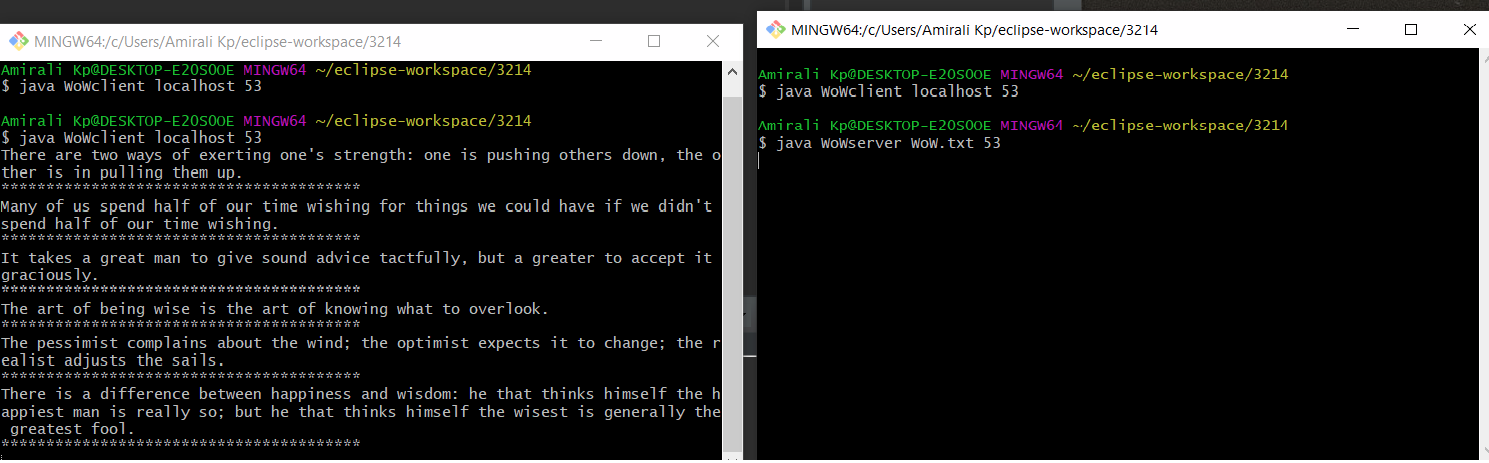 MINGW64:/c/Users/Amirali Kp/eclipse-workspace/3214
Amirali Kp@DESKTOP-E20S0OE MINGW64 ~/eclipse-workspace/3214
$ java WoWclient localhost 53
Amirali Kp@DESKTOP-E20S0OE MINGW64 ~/eclipse-workspace/3214
$ java WoWclient localhost 53
There are two ways of exerting one's strength: one is pushing others down, the o
ther is in pulling them up.
****************************************
Many of us spend half of our time wishing for things we could have if we didn't
spend half of our time wishing.
****************************************
It takes a great man to give sound advice tactfully, but a greater to accept it
graciously.
****************************************
The art of being wise is the art of knowing what to overlook.
****************************************
The pessimist complains about the wind; the optimist expects it to change; the r
ealist adjusts the sails.
****************************************
There is a difference between happiness and wisdom: he that thinks himself the h
appiest man is really so; but he that thinks himself the wisest is generally the
 greatest fool.
****************************************
MINGW64:/c/Users/Amirali Kp/eclipse-workspace/3214
Amirali Kp@DESKTOP-E20S0OE MINGW64 ~/eclipse-workspace/3214
$ java WoWclient localhost 53
Amirali Kp@DESKTOP-E20S0OE MINGW64 ~/eclipse-workspace/3214
$ java WoWserver WoW.txt 53